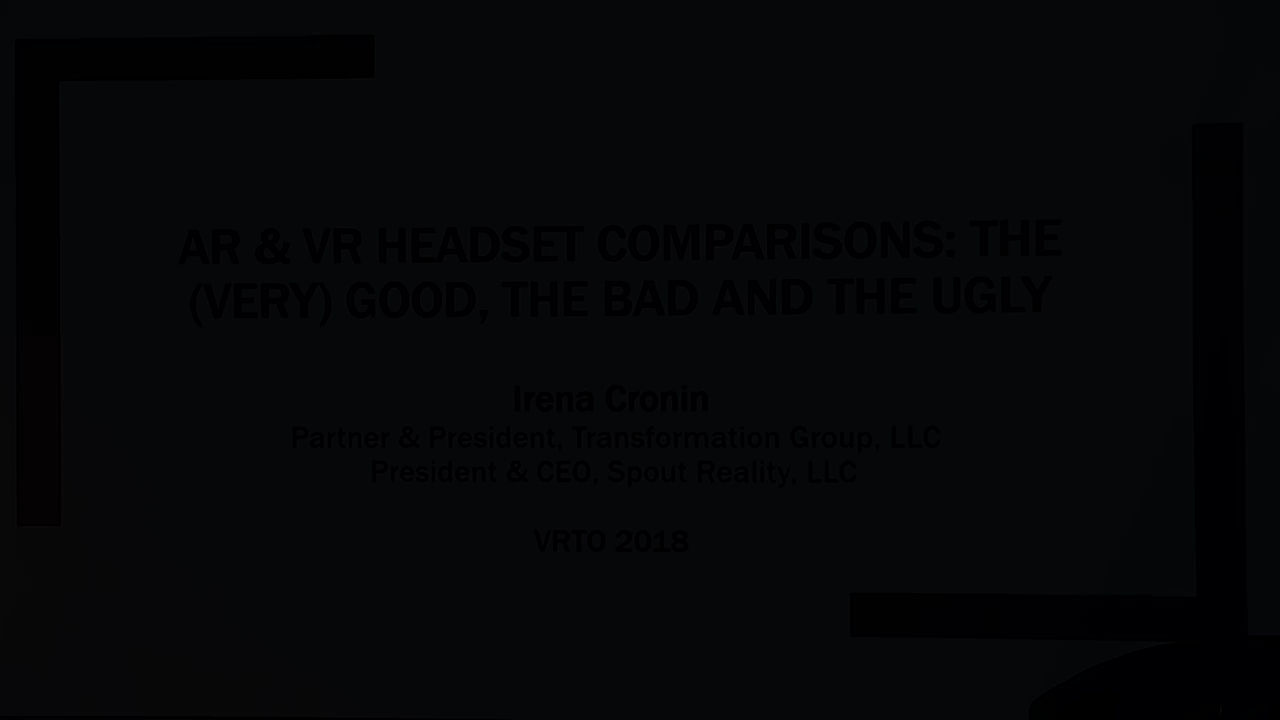 AR & VR HEADSET COMPARISONS: THE
(VERY) GOOD, THE BAD AND THE UGLY
Irena Cronin
Partner & President, Transformation Group, LLC
President & CEO, Spout Reality, LLC
VRTO 2018